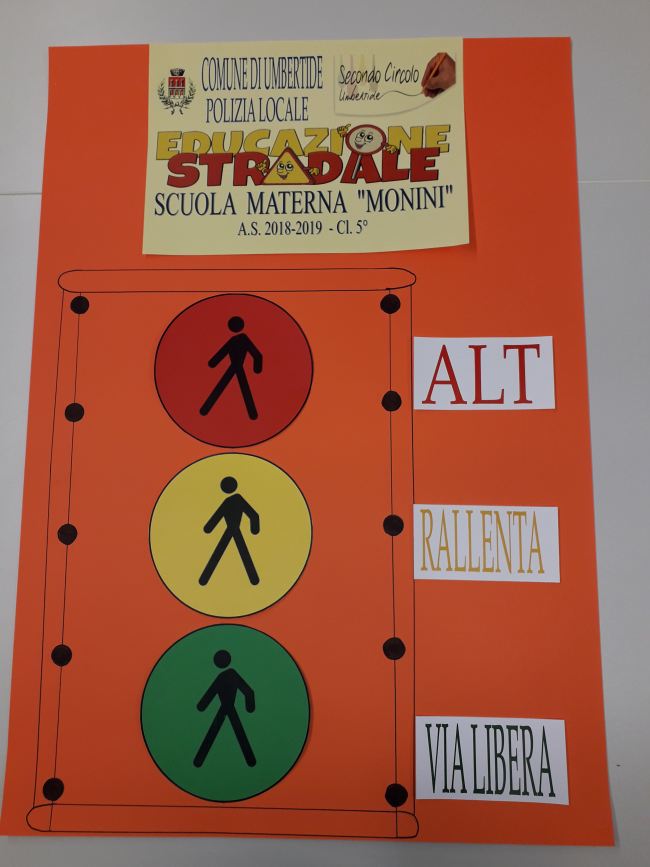 COMUNE DI UMBERTIDE
POLIZIA LOCALE
Secondo Circolo
Umbertide
EDUCAZIONE
STRADALE
SCUOLA MATERNA "MONINI"
A.S. 2018-2019 - Cl. 5°
ALT
RALLENTA
VIA LIBERA